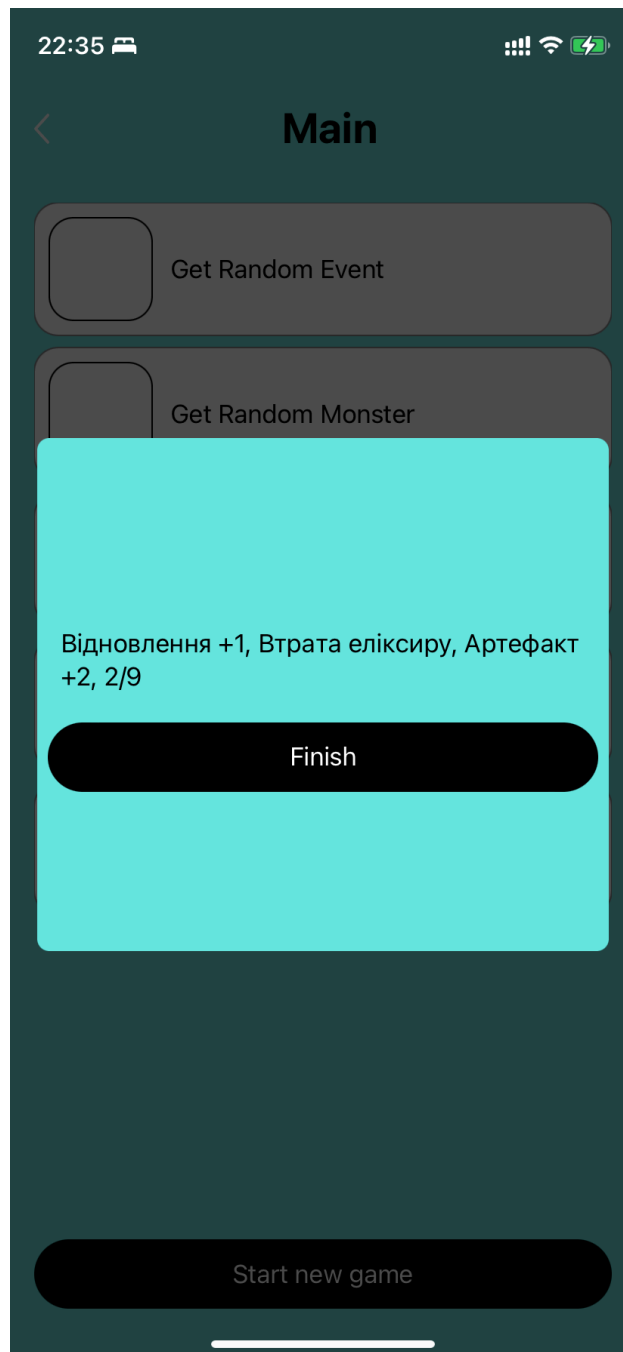 22:35
Main
Get Random Event
Get Random Monster
Відновлення +1, Втрата еліксиру, Артефакт
+2, 2/9
Finish
Start new game